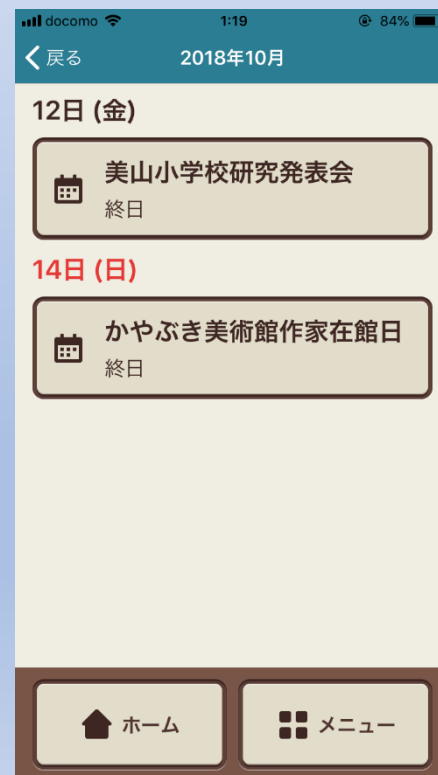 docomo 1:19 84%
戻る 2018年10月
12日 (金)
美山小学校研究発表会
終日
14日 (日)
かやぶき美術館作家在館日
終日
ホーム メニュー